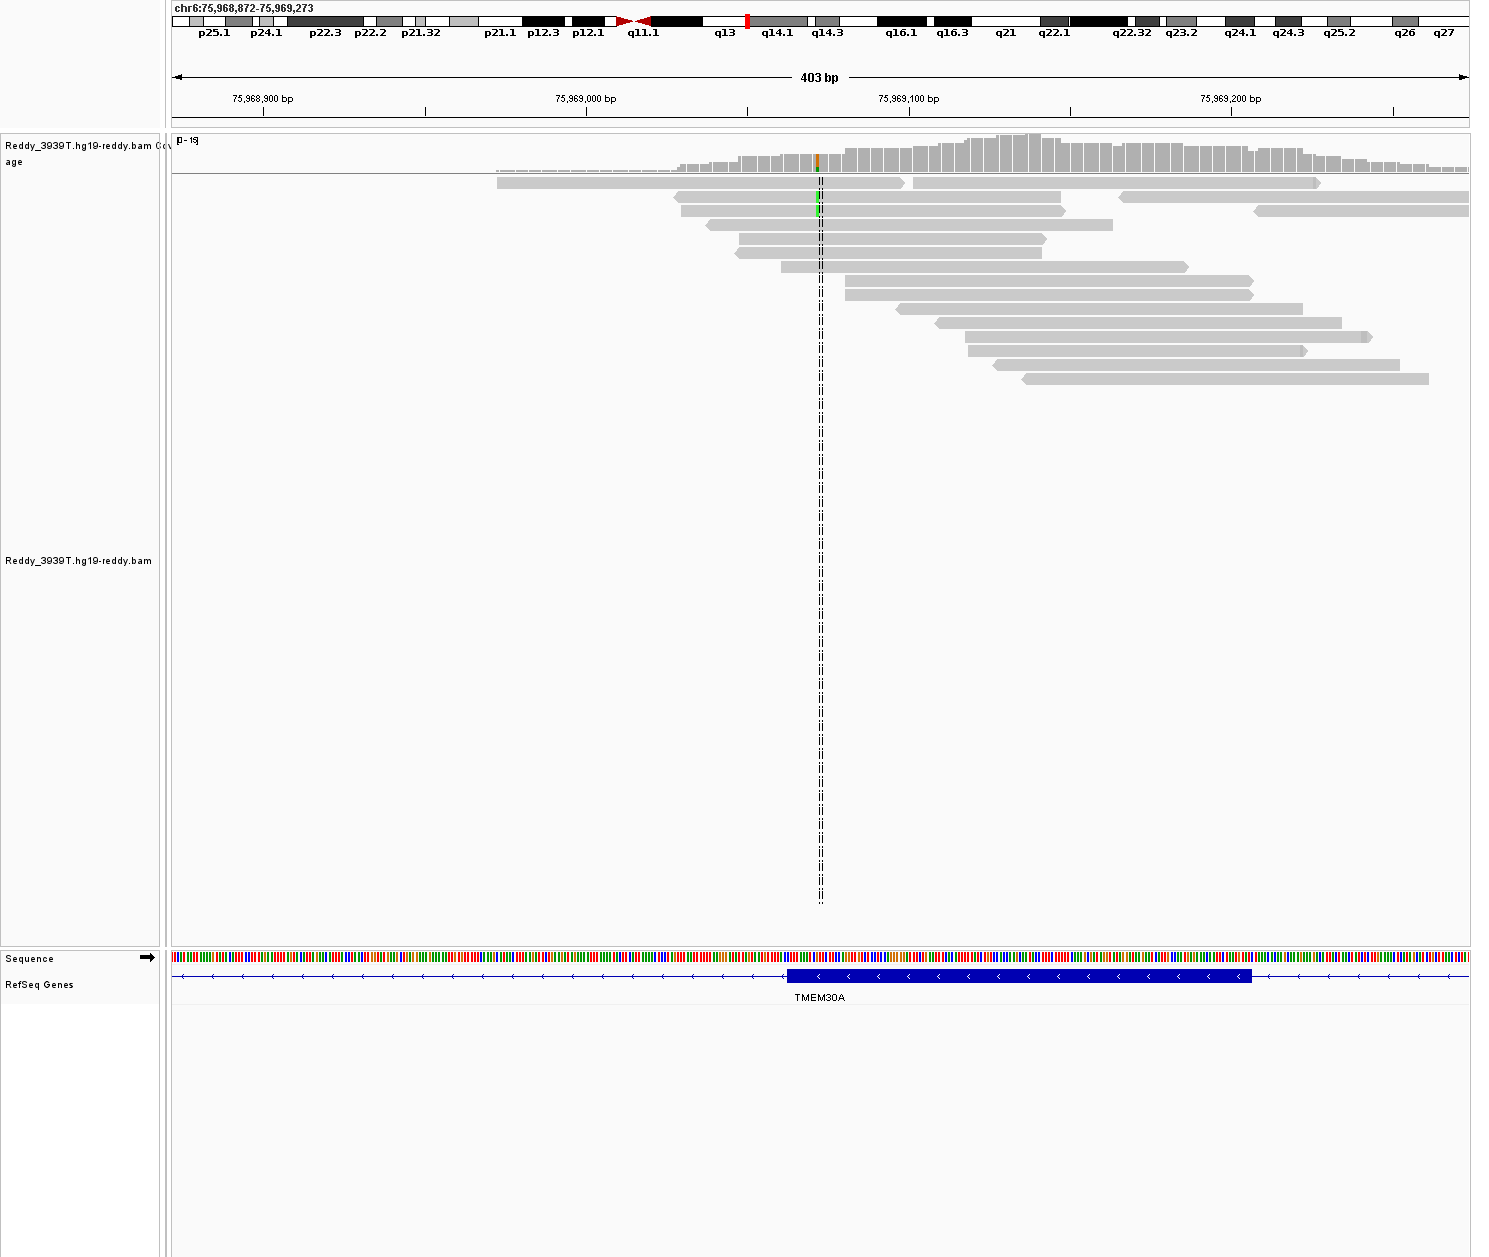 chr6:75,968,872-75,969,273
p25.1 p24.1 p22.3 p22.2 p21.32 p21.1 p12.3 p12.1 q11.1 q13 q14.1 q14.3 q16.1 q16.3 q21 q22.1 q22.32 q23.2 q24.1 q24.3 q25.2 q26 q27
403 bp
75,968,900 bp 75,969,000 bp 75,969,100 bp 75,969,200 bp
Reddy_3939T.hg19-reddy.bam Cov
age
[0 - 19]
Reddy_3939T.hg19-reddy.bam
Sequence
RefSeq Genes
TMEM30A